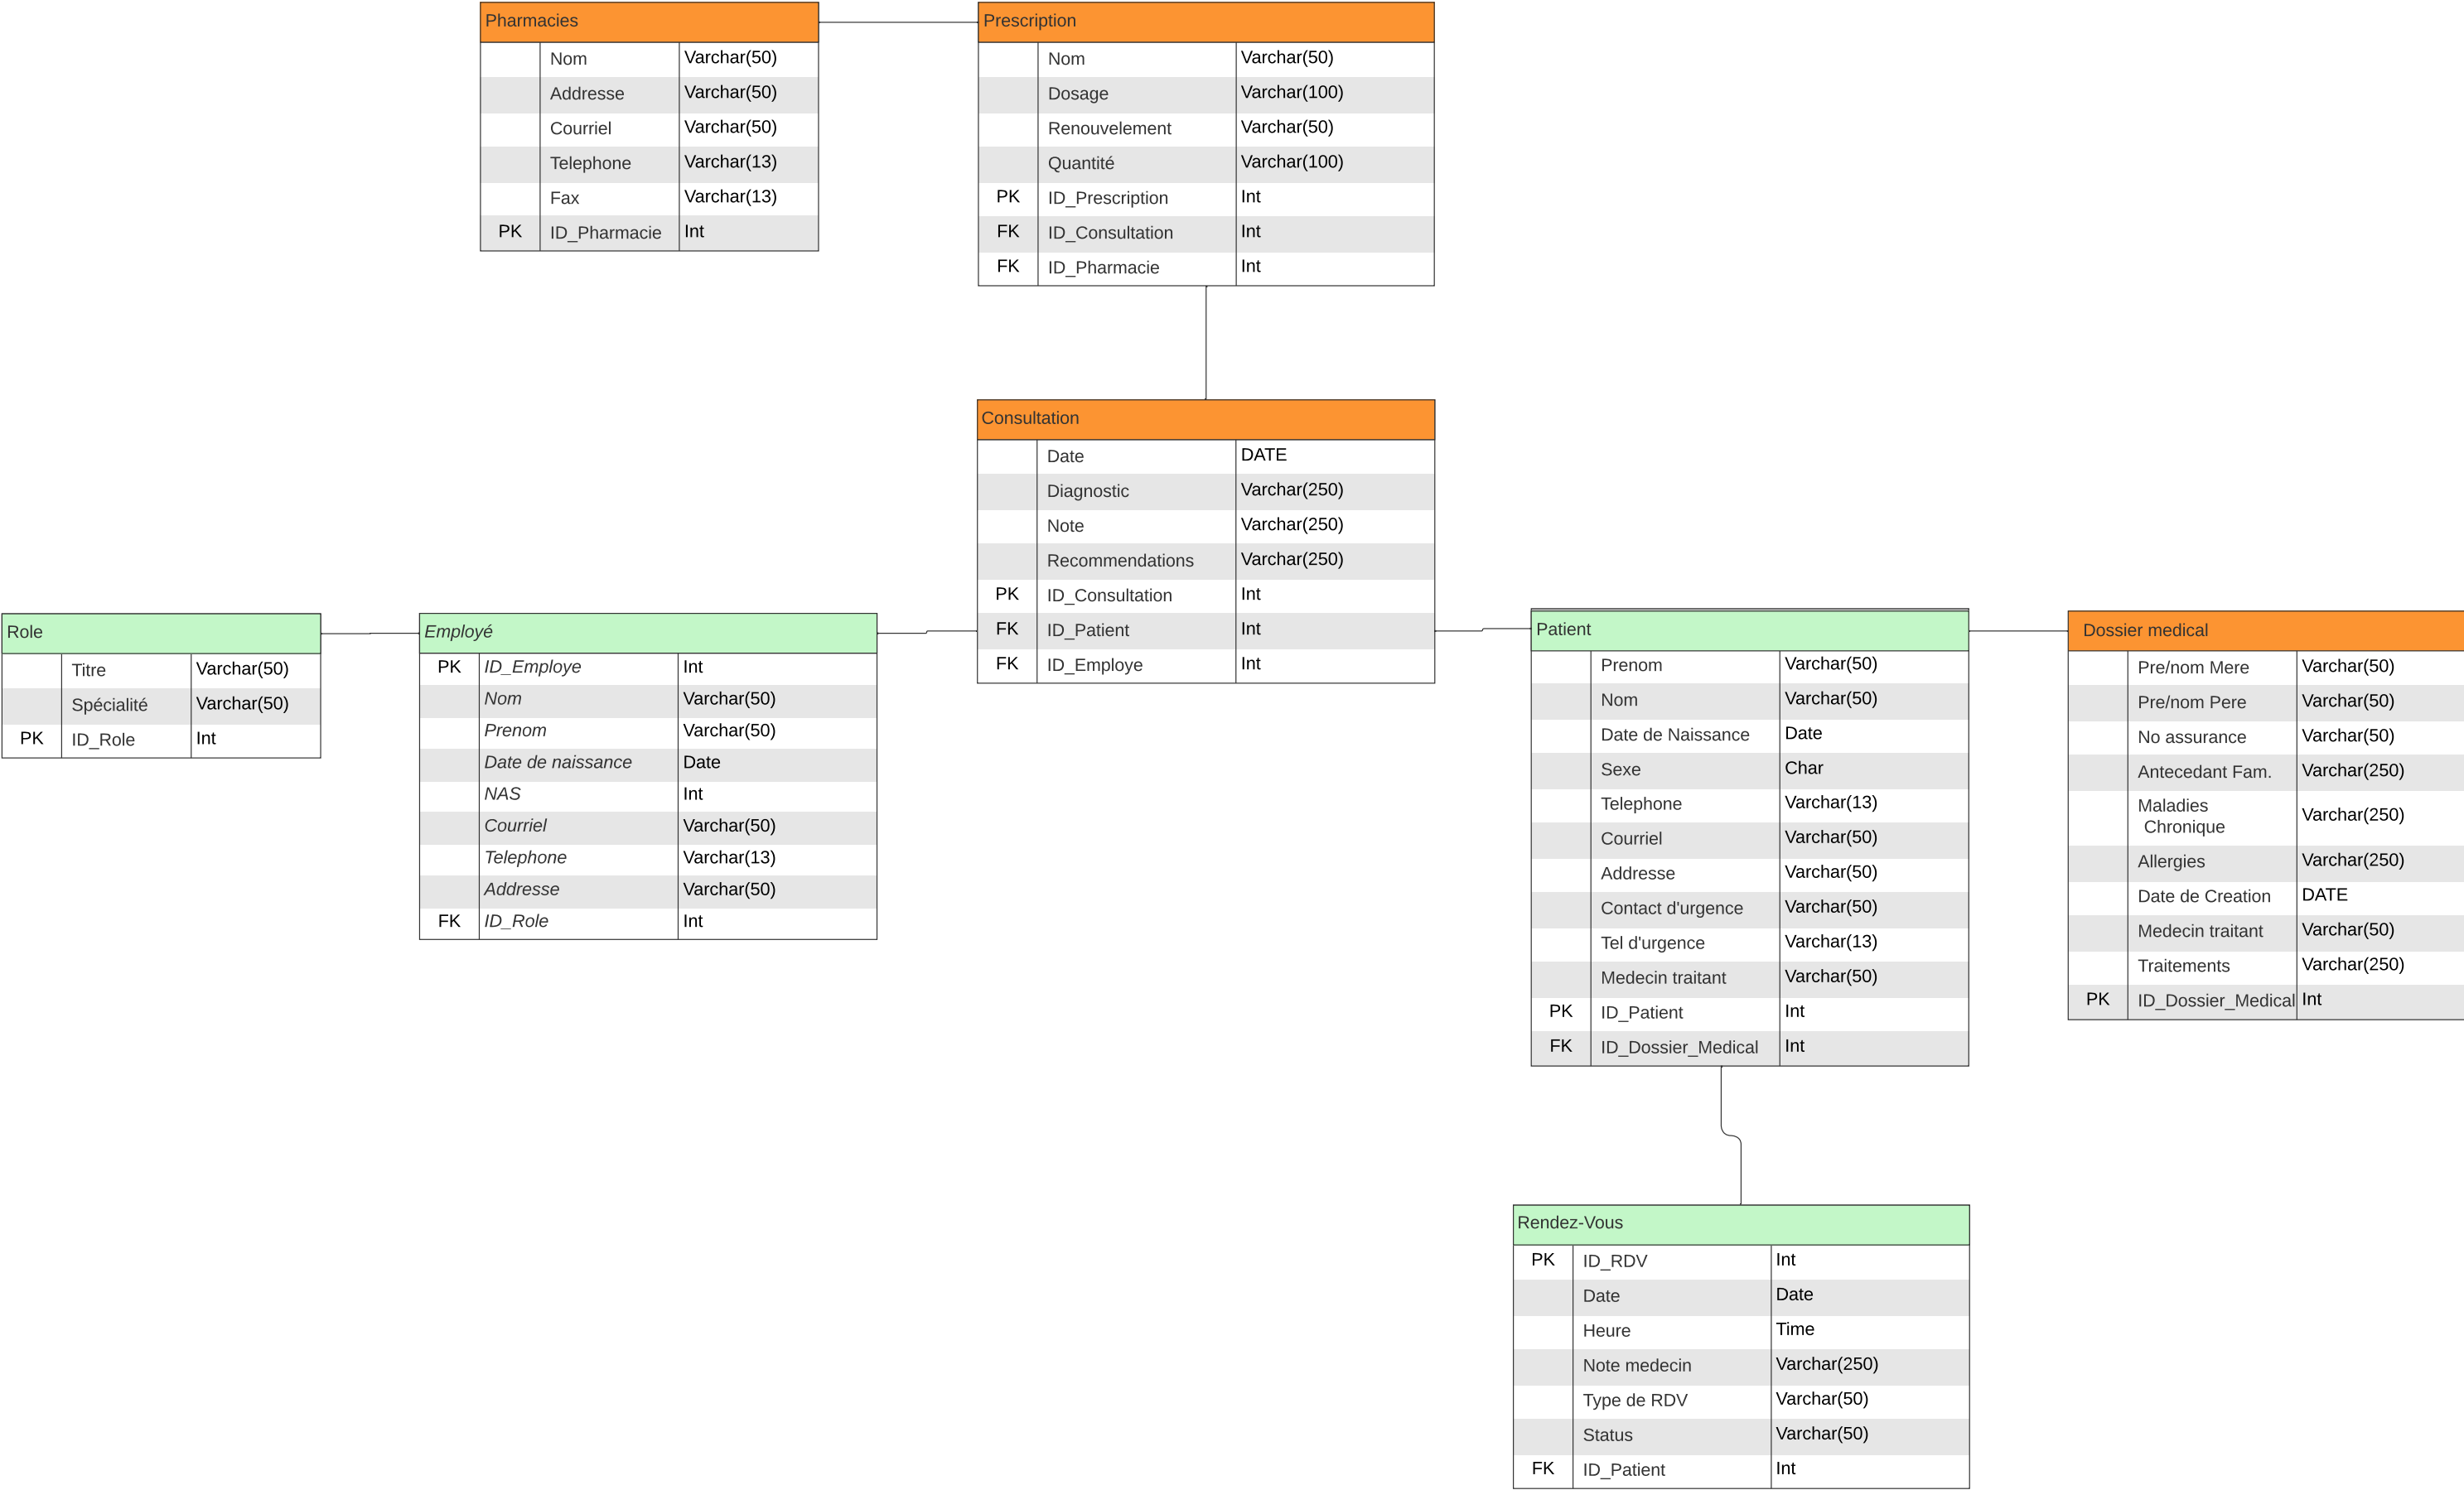 Pharmacies
Nom Varchar(50)
Addresse Varchar(50)
Courriel Varchar(50)
Telephone Varchar(13)
Fax Varchar(13)
PK ID_Pharmacie Int
Prescription
Nom Varchar(50)
Dosage Varchar(100)
Renouvelement Varchar(50)
Quantité Varchar(100)
PK ID_Prescription Int
FK ID_Consultation Int
FK ID_Pharmacie Int
Consultation
Date DATE
Diagnostic Varchar(250)
Note Varchar(250)
Recommendations Varchar(250)
PK ID_Consultation Int
FK ID_Patient Int
FK ID_Employe Int
Role
Titre Varchar(50)
Spécialité Varchar(50)
PK ID_Role Int
Employé
PK ID_Employe Int
Nom Varchar(50)
Prenom Varchar(50)
Date de naissance Date
NAS Int
Courriel Varchar(50)
Telephone Varchar(13)
Addresse Varchar(50)
FK ID_Role Int
Patient
Prenom Varchar(50)
Nom Varchar(50)
Date de Naissance Date
Sexe Char
Telephone Varchar(13)
Courriel Varchar(50)
Addresse Varchar(50)
Contact d'urgence Varchar(50)
Tel d'urgence Varchar(13)
Medecin traitant Varchar(50)
PK ID_Patient Int
FK ID_Dossier_Medical Int
Dossier medical
Pre/nom Mere Varchar(50)
Pre/nom Pere Varchar(50)
No assurance Varchar(50)
Antecedant Fam. Varchar(250)
Maladies
Chronique Varchar(250)
Allergies Varchar(250)
Date de Creation DATE
Medecin traitant Varchar(50)
Traitements Varchar(250)
PK ID_Dossier_Medical Int
Rendez-Vous
PK ID_RDV Int
Date Date
Heure Time
Note medecin Varchar(250)
Type de RDV Varchar(50)
Status Varchar(50)
FK ID_Patient Int